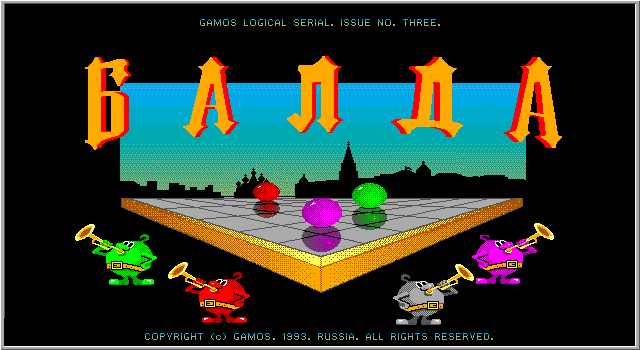 GAMOS LOGICAL SERIAL. ISSUE NO. THREE.
БАЛДА
COPYRIGHT (c) GAMOS. 1993. RUSSIA. ALL RIGHTS RESERVED.